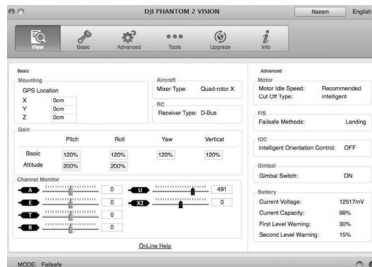 DJI PHANTOM 2 VISION
Nazam English
View Basic Advanced Tools Upgrade Info
Basic
Mounting
GPS Location
X 0cm
Y 0cm
Z 0cm
Aircraft
Mixer Type: Quad-rotor X
RC
Receiver Type: D-Bus
Gain
Pitch Roll Yaw Vertical
Basic 120% 120% 120% 120%
Attitude 200% 200%
Channel Monitor
A 0 U 491
E 0 X2 0
T 0
R 0
OnLine Help
Advanced
Motor
Motor Idle Speed: Recommended
Cut Off Type: Intelligent
F/S
Failsafe Methods: Landing
IOC
Intelligent Orientation Control: OFF
Gimbal
Gimbal Switch: ON
Battery
Current Voltage: 12517mV
Current Capacity: 98%
First Level Warning: 30%
Second Level Warning: 15%
MODE: Failsafe